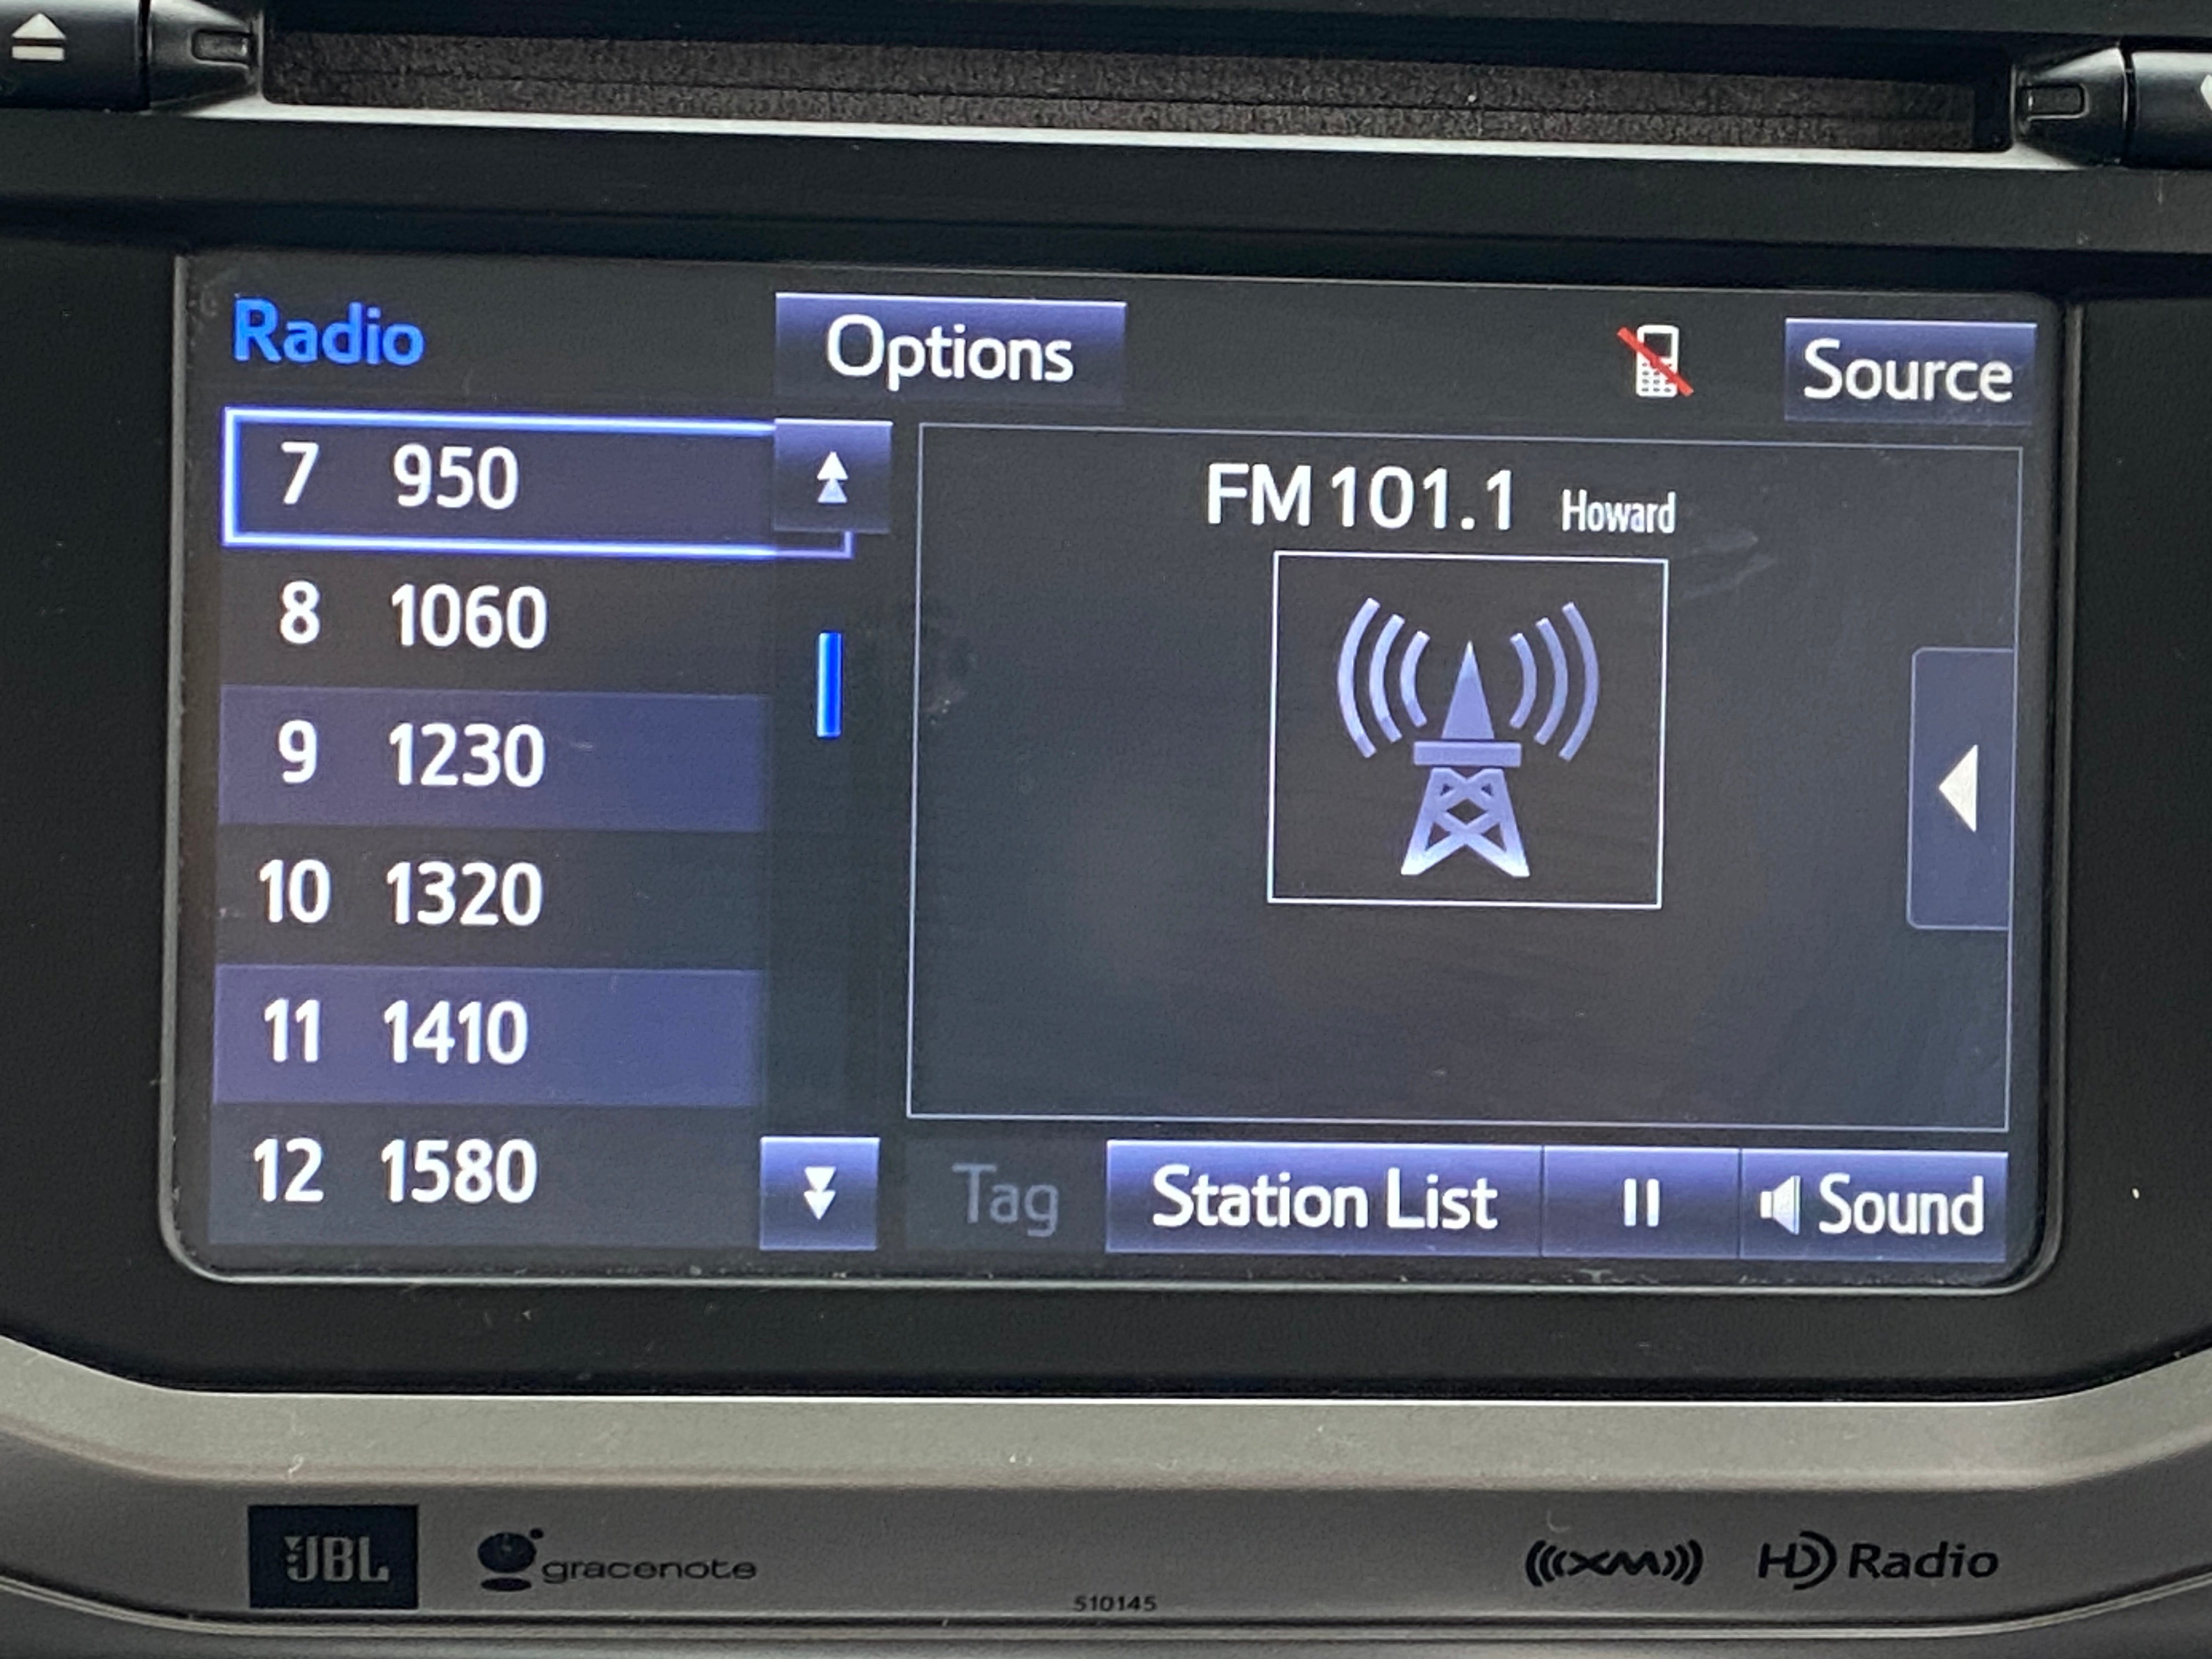 Radio Options Source
7 950
8 1060
9 1230
10 1320
11 1410
12 1580
FM 101.1 Howard
Tag Station List Sound
JBL gracenote 510145 ((XM)) HD Radio